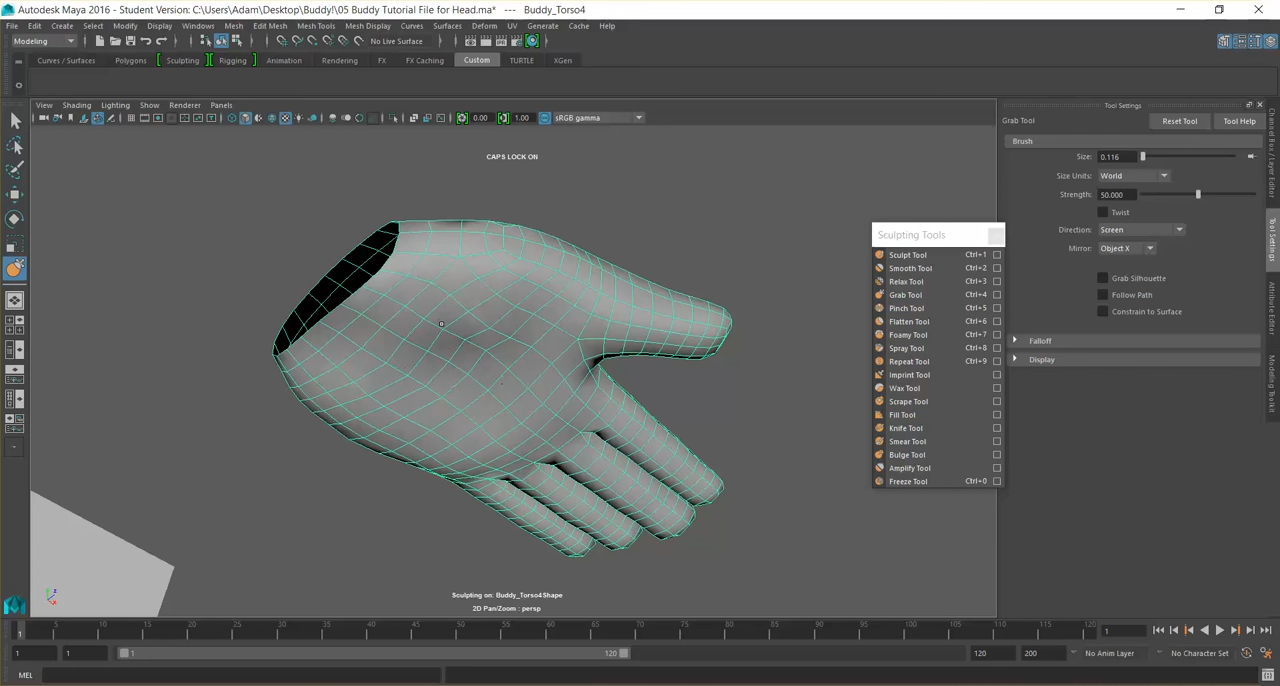 Autodesk Maya 2016 - Student Version: C:\Users\Adam\Desktop\Buddy!\05 Buddy Tutorial File for Head.ma* --- Buddy_Torso4
File Edit Create Select Modify Display Windows Mesh Edit Mesh Mesh Tools Mesh Display Curves Surfaces Deform UV Generate Cache Help
Modeling No Live Surface
Curves / Surfaces Polygons Sculpting Rigging Animation Rendering FX FX Caching Custom TURTLE XGen
View Shading Lighting Show Renderer Panels
0.00 1.00 sRGB gamma
CAPS LOCK ON
Sculpting Tools
Sculpt Tool Ctrl+1
Smooth Tool Ctrl+2
Relax Tool Ctrl+3
Grab Tool Ctrl+4
Pinch Tool Ctrl+5
Flatten Tool Ctrl+6
Foamy Tool Ctrl+7
Spray Tool Ctrl+8
Repeat Tool Ctrl+9
Imprint Tool
Wax Tool
Scrape Tool
Fill Tool
Knife Tool
Smear Tool
Bulge Tool
Amplify Tool
Freeze Tool Ctrl+0
Sculpting on: Buddy_Torso4Shape
2D Pan/Zoom : persp
Tool Settings
Grab Tool Reset Tool Tool Help
Brush
Size: 0.116
Size Units: World
Strength: 50.000
Twist
Direction: Screen
Mirror: Object X
Grab Silhouette
Follow Path
Constrain to Surface
Falloff
Display
Channel Box / Layer Editor
Tool Settings
Attribute Editor
Modeling Toolkit
1 5 10 15 20 25 30 35 40 45 50 55 60 65 70 75 80 85 90 95 100 105 110 115 120 1
1 1 1 120 120 200 No Anim Layer No Character Set
MEL